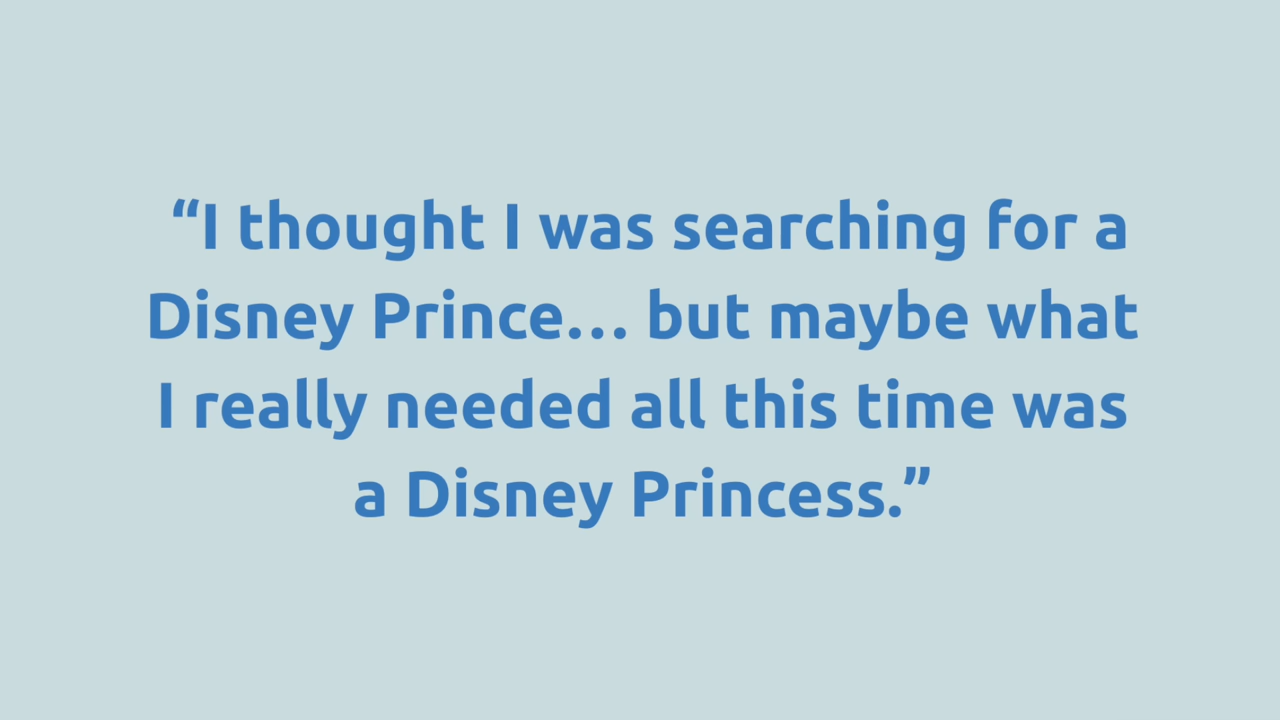 “I thought I was searching for a
Disney Prince… but maybe what
I really needed all this time was
a Disney Princess.”